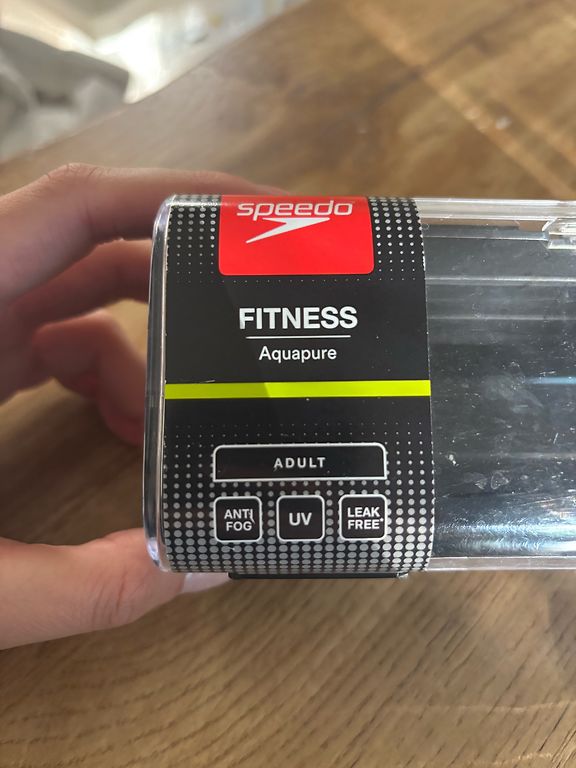 speedo
FITNESS
Aquapure
ADULT
ANTI
FOG
UV
LEAK
FREE*